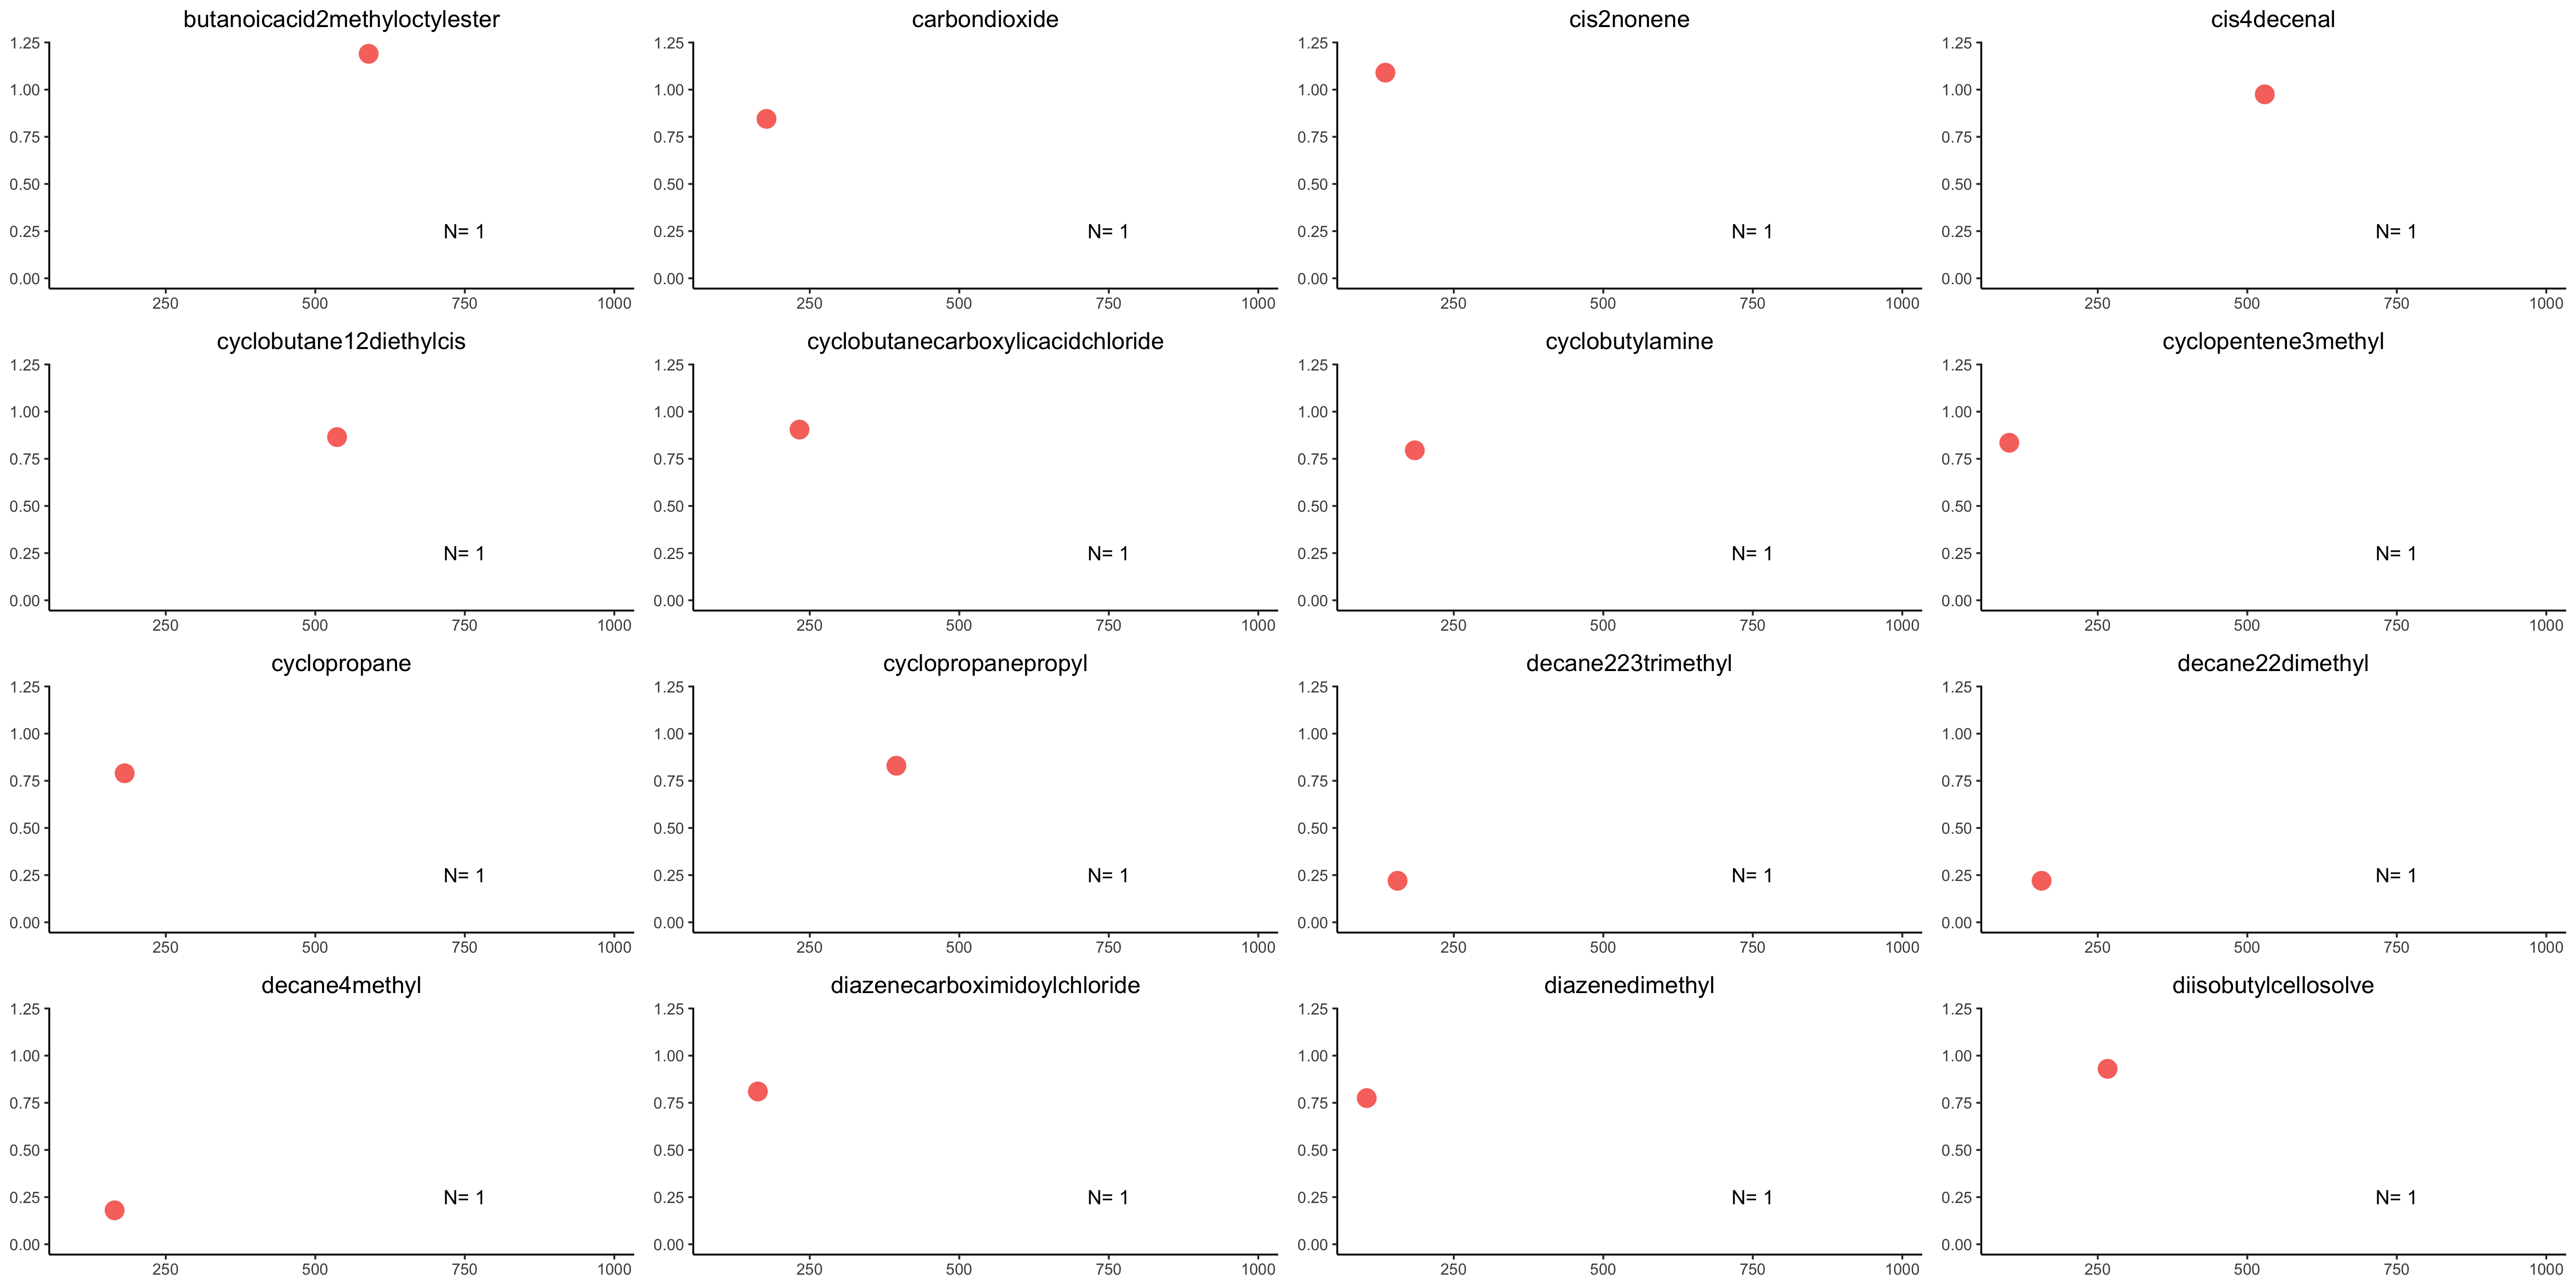 butanoicacid2methyloctylester carbondioxide cis2nonene cis4decenal
1.25 1.25 1.25 1.25
1.00 1.00 1.00 1.00
0.75 0.75 0.75 0.75
0.50 0.50 0.50 0.50
0.25 N= 1 0.25 N= 1 0.25 N= 1 0.25 N= 1
0.00 0.00 0.00 0.00
250 500 750 1000 250 500 750 1000 250 500 750 1000 250 500 750 1000
cyclobutane12diethylcis cyclobutanecarboxylicacidchloride cyclobutylamine cyclopentene3methyl
1.25 1.25 1.25 1.25
1.00 1.00 1.00 1.00
0.75 0.75 0.75 0.75
0.50 0.50 0.50 0.50
0.25 N= 1 0.25 N= 1 0.25 N= 1 0.25 N= 1
0.00 0.00 0.00 0.00
250 500 750 1000 250 500 750 1000 250 500 750 1000 250 500 750 1000
cyclopropane cyclopropanepropyl decane223trimethyl decane22dimethyl
1.25 1.25 1.25 1.25
1.00 1.00 1.00 1.00
0.75 0.75 0.75 0.75
0.50 0.50 0.50 0.50
0.25 N= 1 0.25 N= 1 0.25 N= 1 0.25 N= 1
0.00 0.00 0.00 0.00
250 500 750 1000 250 500 750 1000 250 500 750 1000 250 500 750 1000
decane4methyl diazenecarboximidoylchloride diazenedimethyl diisobutylcellosolve
1.25 1.25 1.25 1.25
1.00 1.00 1.00 1.00
0.75 0.75 0.75 0.75
0.50 0.50 0.50 0.50
0.25 N= 1 0.25 N= 1 0.25 N= 1 0.25 N= 1
0.00 0.00 0.00 0.00
250 500 750 1000 250 500 750 1000 250 500 750 1000 250 500 750 1000